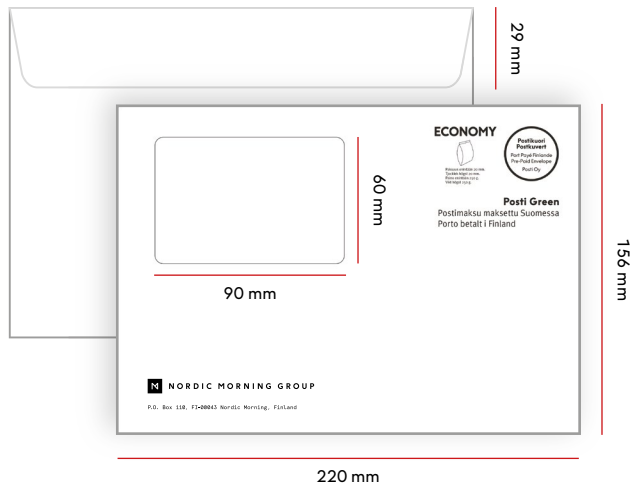 29 mm
ECONOMY
Postikuori
Postkuvert
Port Payé Finlande
Pre-Paid Envelope
Posti Oy
Posti Green
Postimaksu maksettu Suomessa
Porto betalt i Finland
60 mm
90 mm
156 mm
NORDIC MORNING GROUP
P.O. Box 110, FI-00043 Nordic Morning, Finland
220 mm